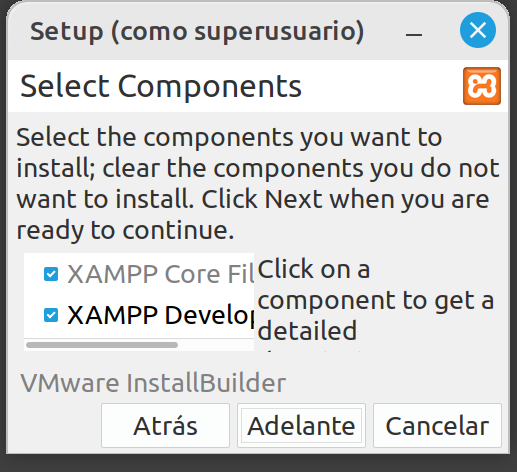 Setup (como superusuario)
Select Components
Select the components you want to
install; clear the components you do not
want to install. Click Next when you are
ready to continue.
XAMPP Core Fil
XAMPP Develop
Click on a
component to get a
detailed
VMware InstallBuilder
Atrás
Adelante
Cancelar